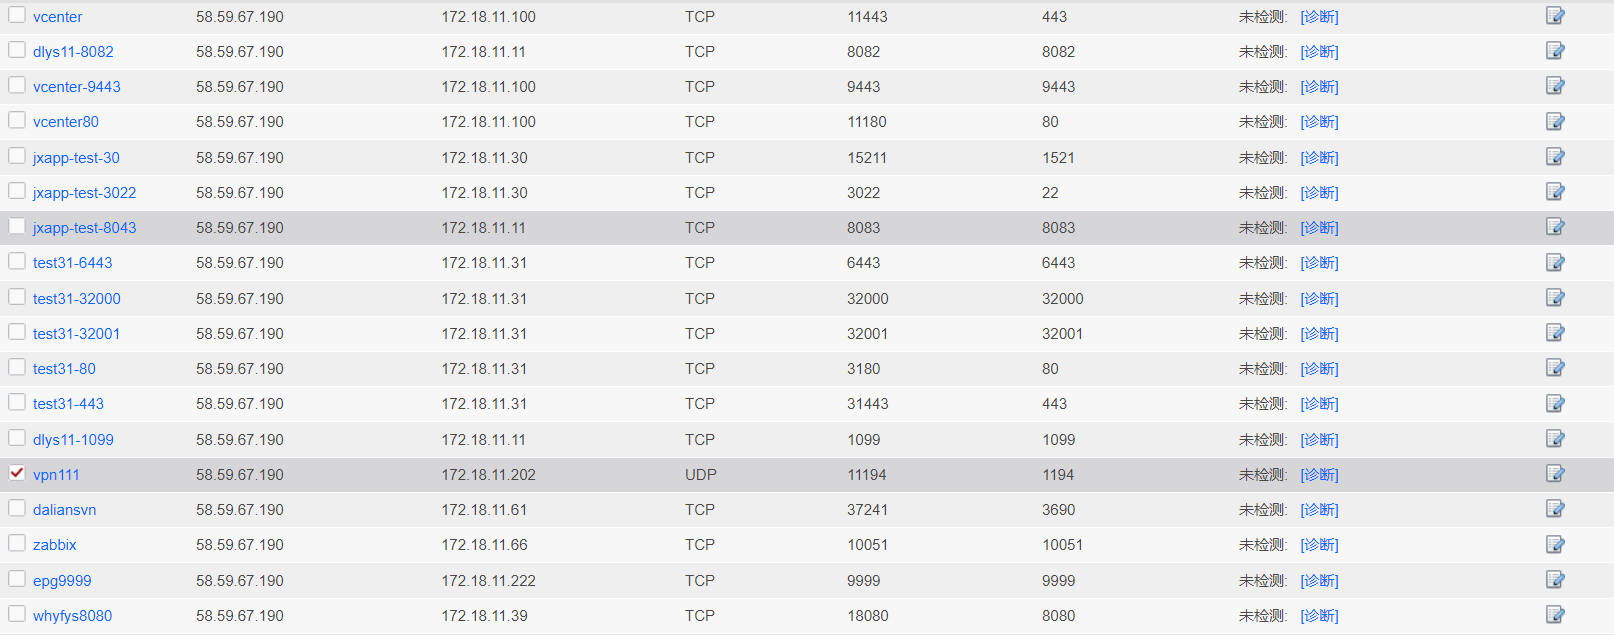 vcenter 58.59.67.190 172.18.11.100 TCP 11443 443 未检测: [诊断]
dlys11-8082 58.59.67.190 172.18.11.11 TCP 8082 8082 未检测: [诊断]
vcenter-9443 58.59.67.190 172.18.11.100 TCP 9443 9443 未检测: [诊断]
vcenter80 58.59.67.190 172.18.11.100 TCP 11180 80 未检测: [诊断]
jxapp-test-30 58.59.67.190 172.18.11.30 TCP 15211 1521 未检测: [诊断]
jxapp-test-3022 58.59.67.190 172.18.11.30 TCP 3022 22 未检测: [诊断]
jxapp-test-8043 58.59.67.190 172.18.11.11 TCP 8083 8083 未检测: [诊断]
test31-6443 58.59.67.190 172.18.11.31 TCP 6443 6443 未检测: [诊断]
test31-32000 58.59.67.190 172.18.11.31 TCP 32000 32000 未检测: [诊断]
test31-32001 58.59.67.190 172.18.11.31 TCP 32001 32001 未检测: [诊断]
test31-80 58.59.67.190 172.18.11.31 TCP 3180 80 未检测: [诊断]
test31-443 58.59.67.190 172.18.11.31 TCP 31443 443 未检测: [诊断]
dlys11-1099 58.59.67.190 172.18.11.11 TCP 1099 1099 未检测: [诊断]
vpn111 58.59.67.190 172.18.11.202 UDP 11194 1194 未检测: [诊断]
daliansvn 58.59.67.190 172.18.11.61 TCP 37241 3690 未检测: [诊断]
zabbix 58.59.67.190 172.18.11.66 TCP 10051 10051 未检测: [诊断]
epg9999 58.59.67.190 172.18.11.222 TCP 9999 9999 未检测: [诊断]
whyfys8080 58.59.67.190 172.18.11.39 TCP 18080 8080 未检测: [诊断]